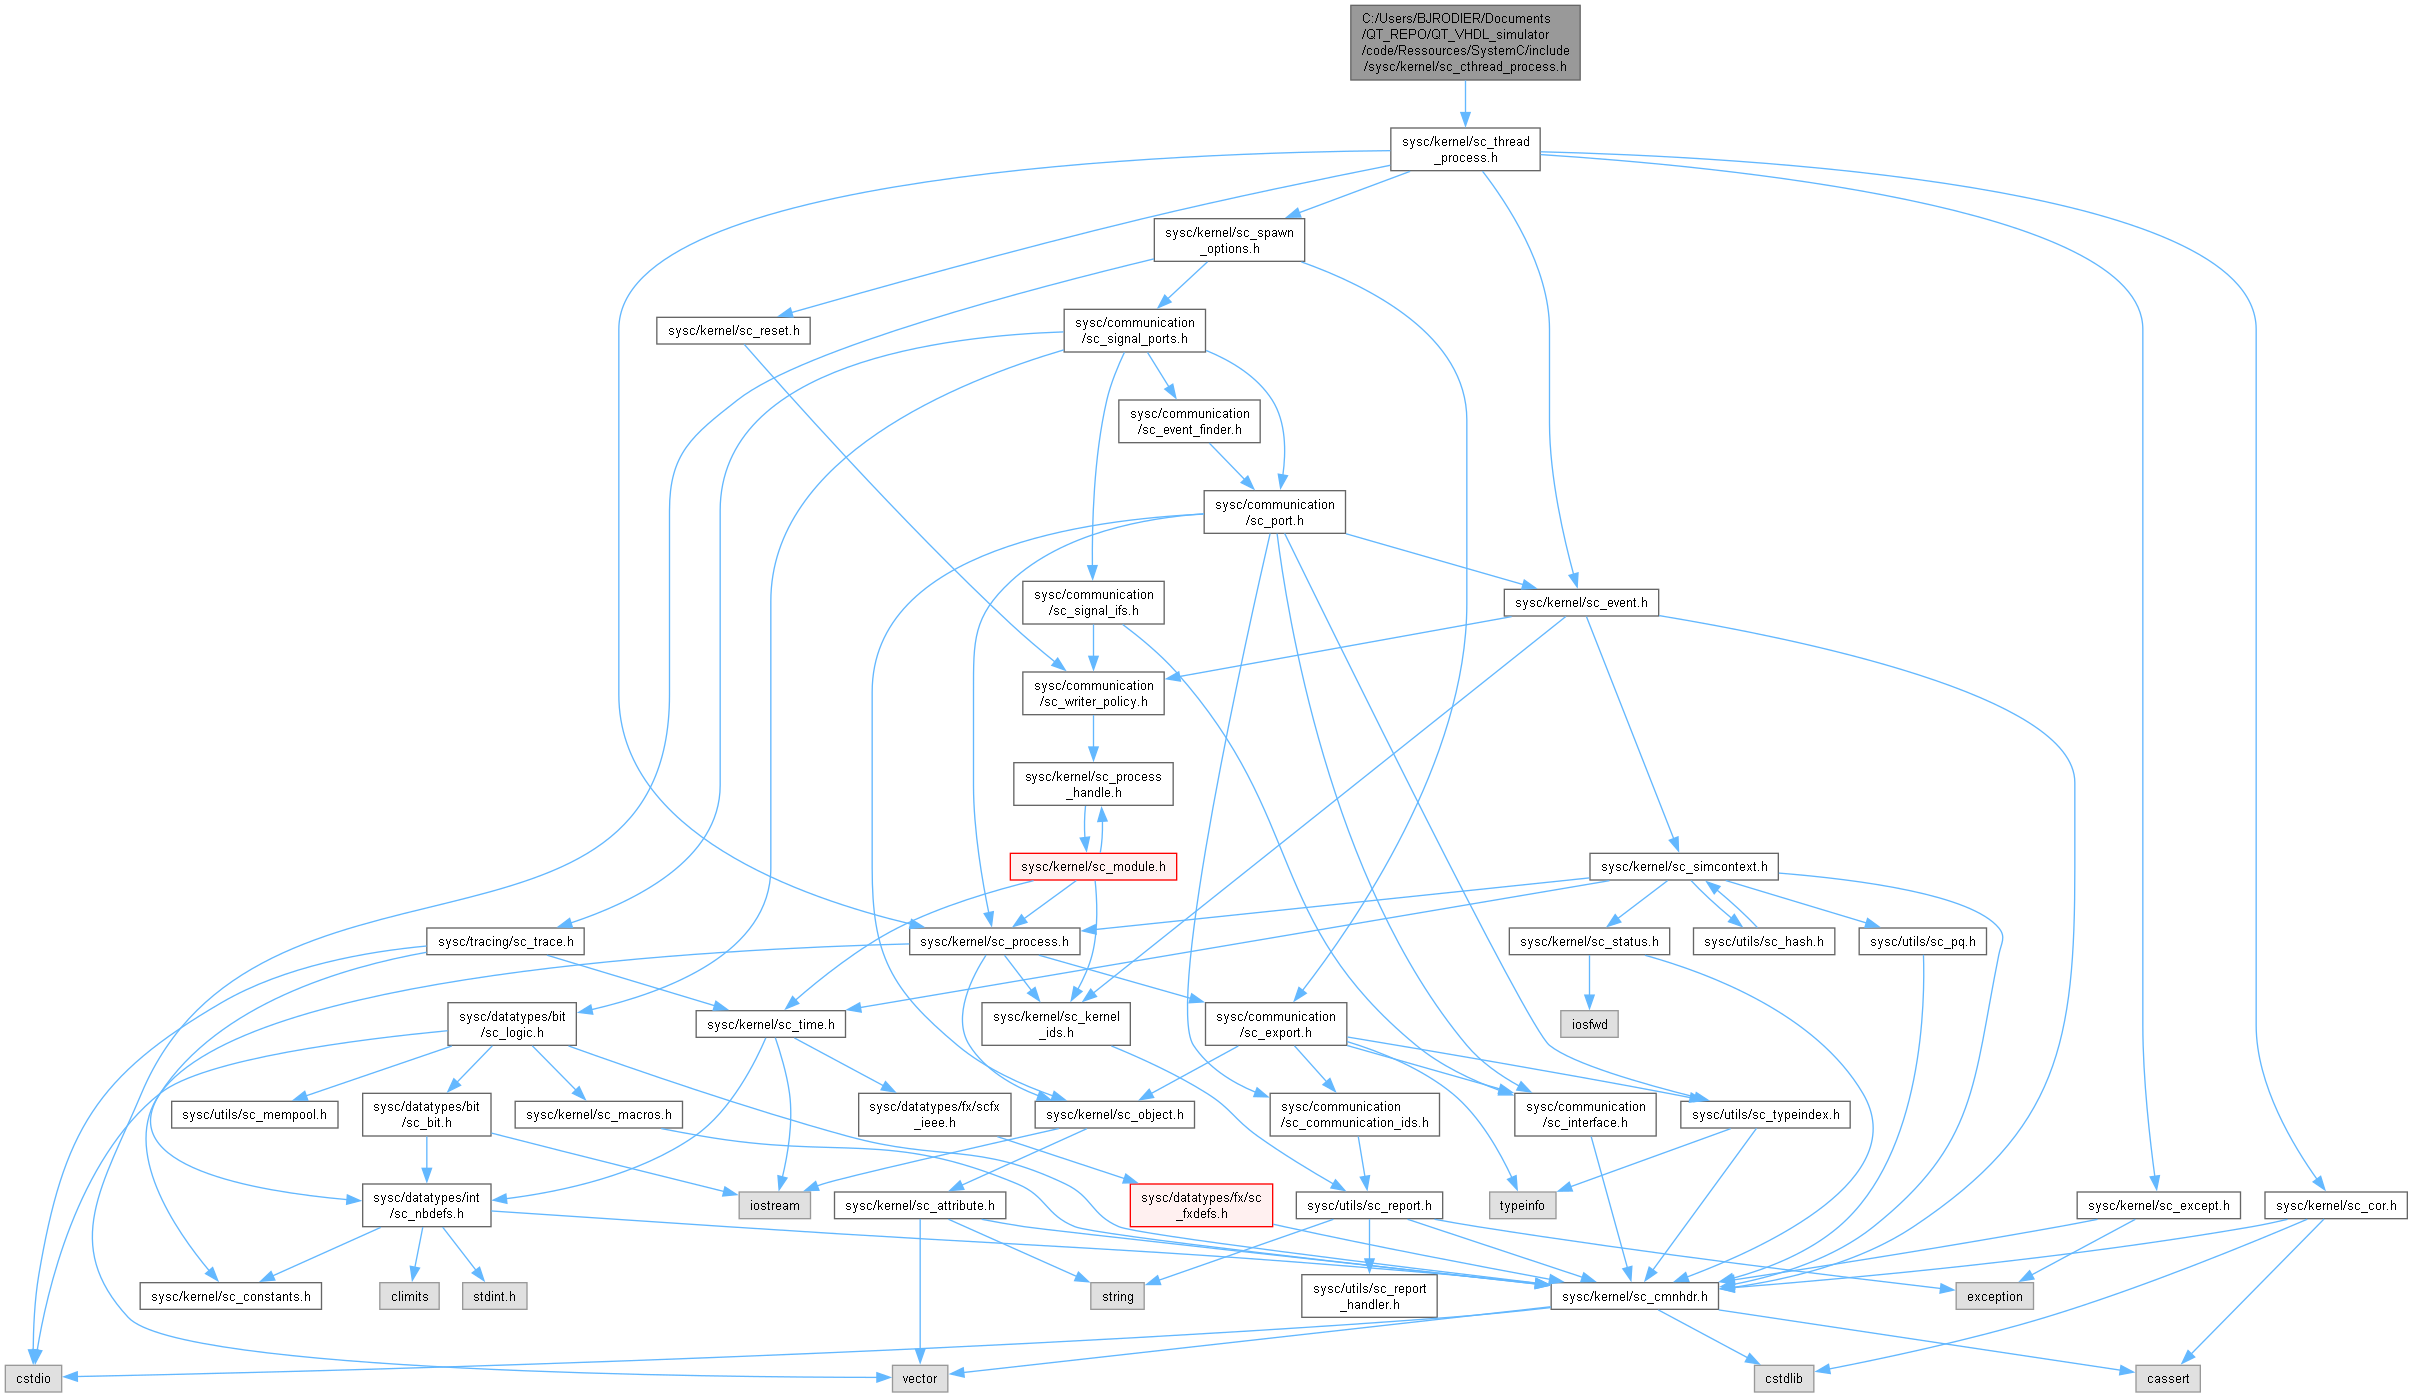 C:/Users/BJRODIER/Documents
/QT_REPO/QT_VHDL_simulator
/code/Ressources/SystemC/include
/sysc/kernel/sc_cthread_process.h
sysc/kernel/sc_thread
_process.h
sysc/kernel/sc_spawn
_options.h
sysc/kernel/sc_reset.h
sysc/communication
/sc_signal_ports.h
sysc/communication
/sc_event_finder.h
sysc/communication
/sc_port.h
sysc/communication
/sc_signal_ifs.h
sysc/kernel/sc_event.h
sysc/communication
/sc_writer_policy.h
sysc/kernel/sc_process
_handle.h
sysc/kernel/sc_module.h
sysc/kernel/sc_simcontext.h
sysc/tracing/sc_trace.h
sysc/kernel/sc_process.h
sysc/kernel/sc_status.h
sysc/utils/sc_hash.h
sysc/utils/sc_pq.h
sysc/datatypes/bit
/sc_logic.h
sysc/kernel/sc_time.h
sysc/kernel/sc_kernel
_ids.h
sysc/communication
/sc_export.h
iosfwd
sysc/utils/sc_mempool.h
sysc/datatypes/bit
/sc_bit.h
sysc/kernel/sc_macros.h
sysc/datatypes/fx/scfx
_ieee.h
sysc/kernel/sc_object.h
sysc/communication
/sc_communication_ids.h
sysc/communication
/sc_interface.h
sysc/utils/sc_typeindex.h
sysc/datatypes/int
/sc_nbdefs.h
iostream
sysc/kernel/sc_attribute.h
sysc/datatypes/fx/sc
_fxdefs.h
sysc/utils/sc_report.h
typeinfo
sysc/kernel/sc_except.h
sysc/kernel/sc_cor.h
sysc/kernel/sc_constants.h
climits
stdint.h
string
sysc/utils/sc_report
_handler.h
sysc/kernel/sc_cmnhdr.h
exception
cstdio
vector
cstdlib
cassert